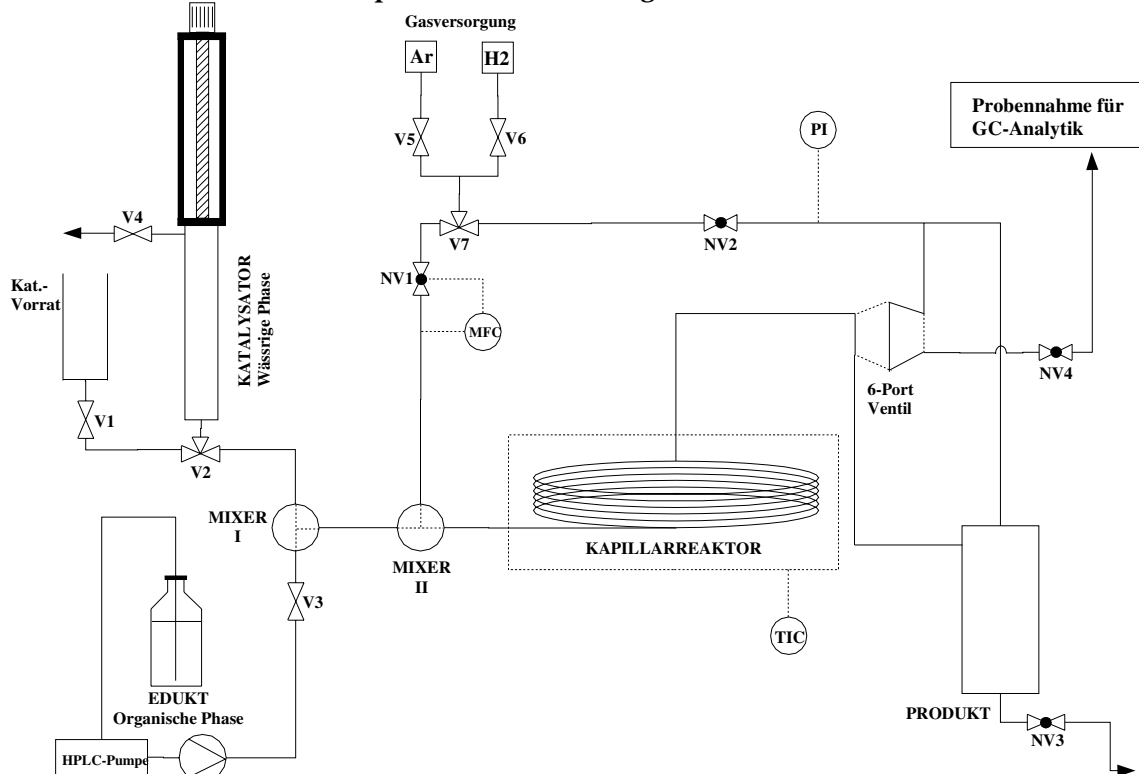 Gasversorgung
Ar
H2
V5
V6
PI
Probennahme für
GC-Analytik
V4
V7
NV2
Kat.-
Vorrat
KATALYSATOR
Wässrige Phase
NV1
MFC
NV4
6-Port
Ventil
V1
V2
MIXER
I
KAPILLARREAKTOR
MIXER
II
V3
TIC
EDUKT
Organische Phase
PRODUKT
NV3
HPLC-Pumpe